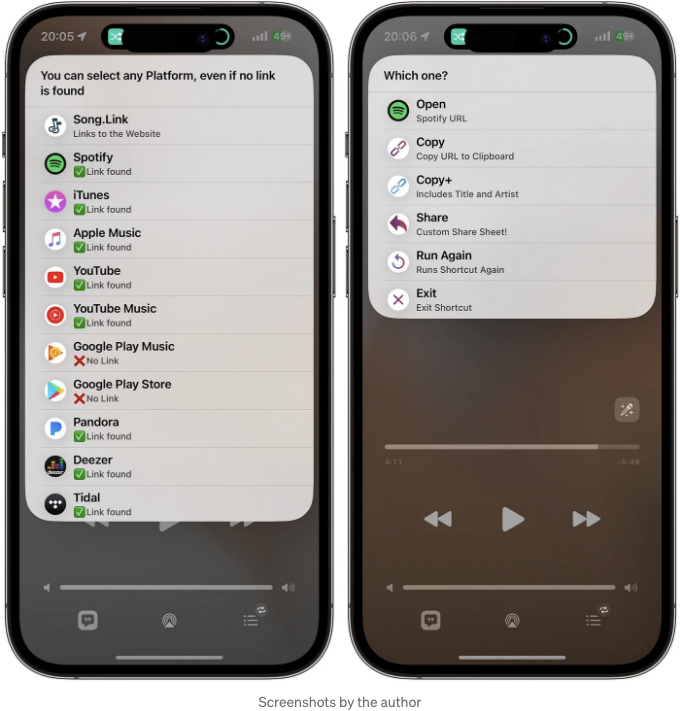 20:05
49
You can select any Platform, even if no link
is found
Song.Link
Links to the Website
Spotify
✅Link found
iTunes
✅Link found
Apple Music
✅Link found
YouTube
✅Link found
YouTube Music
✅Link found
Google Play Music
❌No Link
Google Play Store
❌No Link
Pandora
✅Link found
deezer
Deezer
✅Link found
Tidal
✅Link found
20:06
49
Which one?
Open
Spotify URL
Copy
Copy URL to Clipboard
Copy+
Includes Title and Artist
Share
Custom Share Sheet!
Run Again
Runs Shortcut Again
Exit
Exit Shortcut
4:11
-0:49
Screenshots by the author